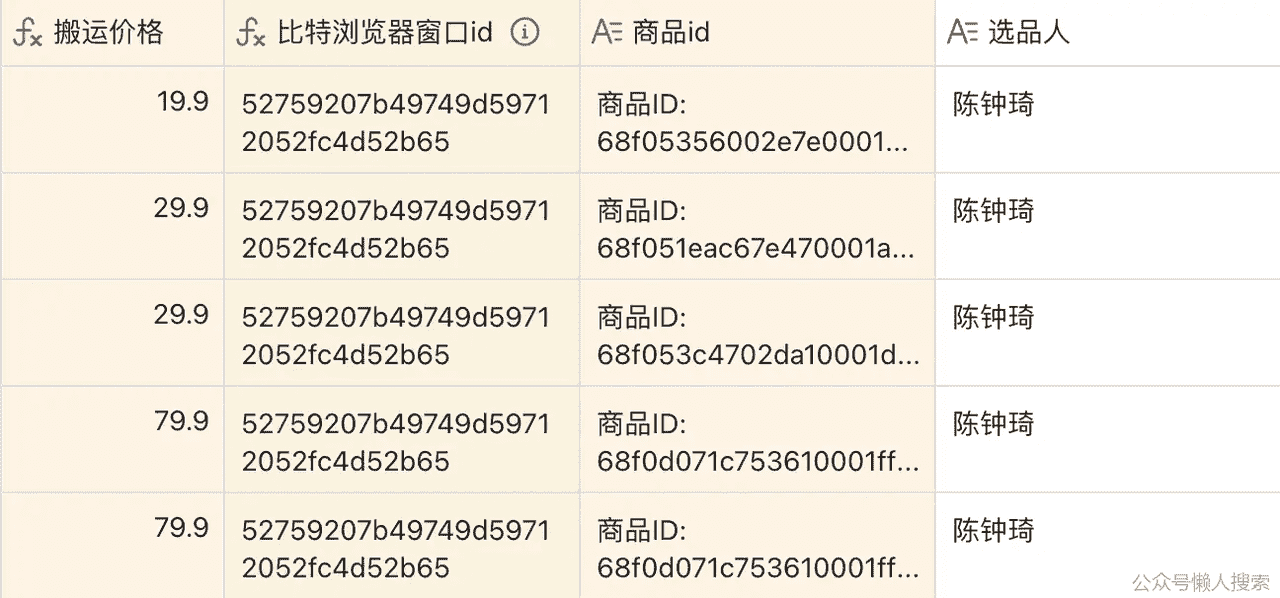 搬运价格 比特浏览器窗口id 商品id 选品人
19.9 52759207b49749d5971 商品ID: 陈钟琦
2052fc4d52b65 68f05356002e7e0001...
29.9 52759207b49749d5971 商品ID: 陈钟琦
2052fc4d52b65 68f051eac67e470001a...
29.9 52759207b49749d5971 商品ID: 陈钟琦
2052fc4d52b65 68f053c4702da10001d...
79.9 52759207b49749d5971 商品ID: 陈钟琦
2052fc4d52b65 68f0d071c753610001ff...
79.9 52759207b49749d5971 商品ID: 陈钟琦
2052fc4d52b65 68f0d071c753610001ff...
公众号懒人搜索